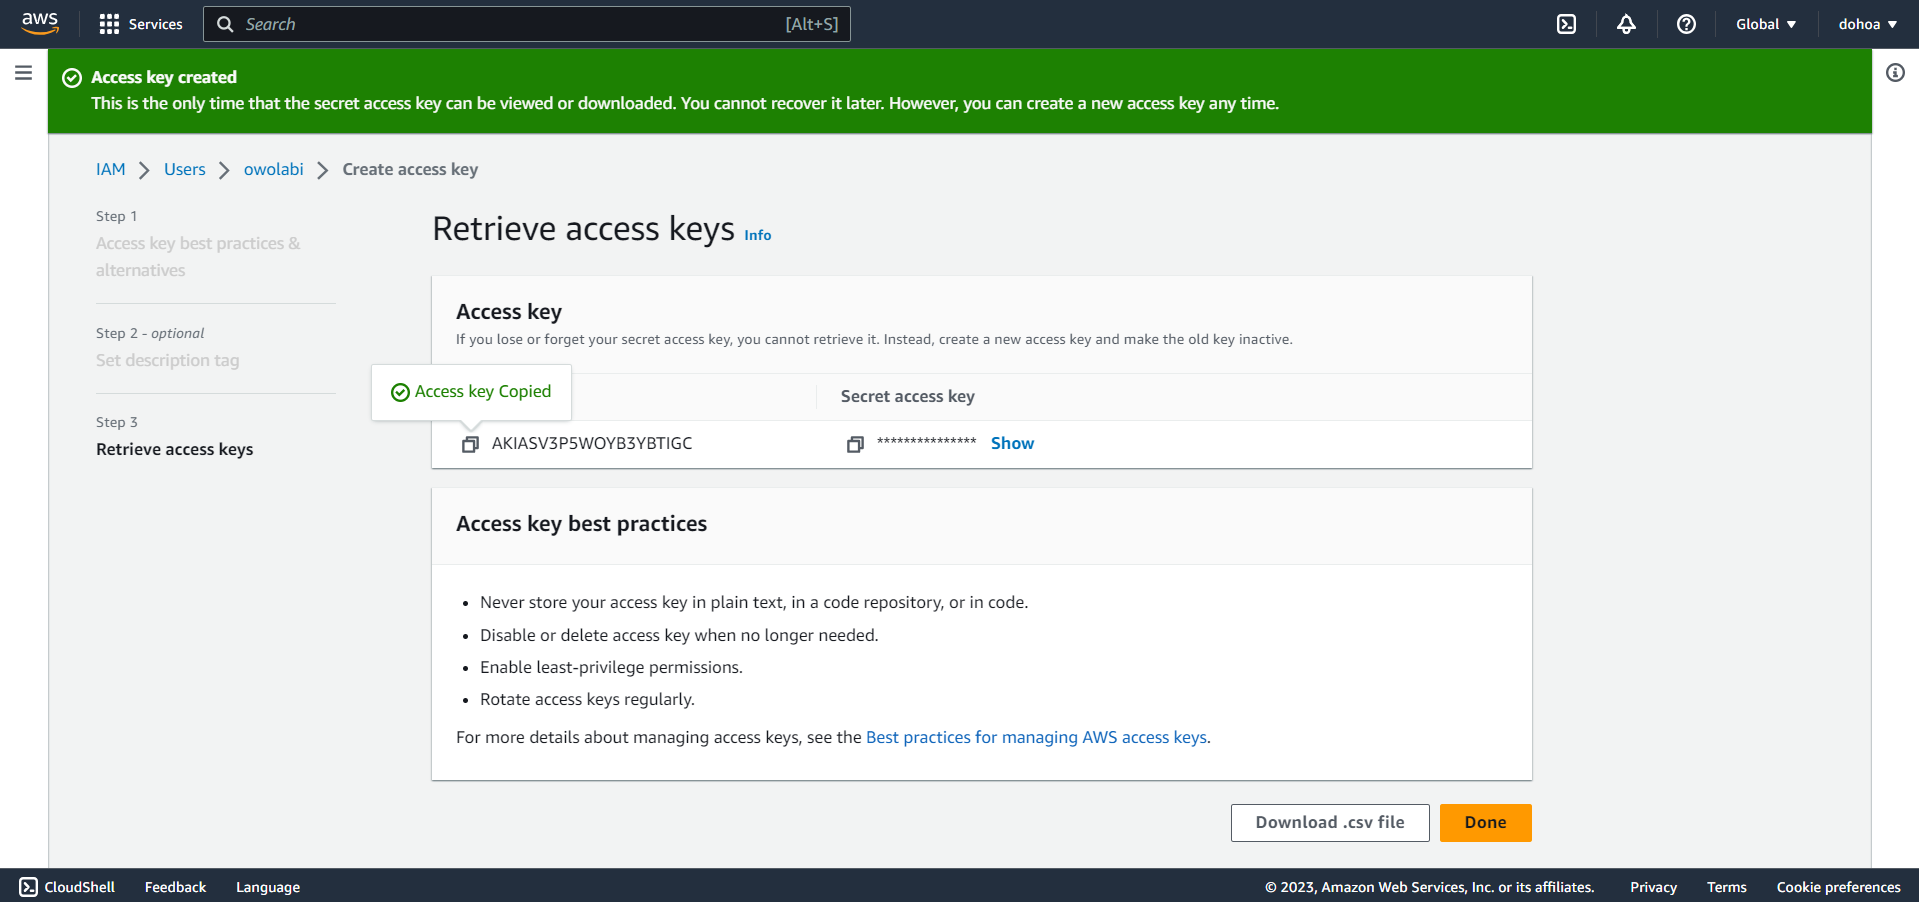 aws
Services
Search
[Alt+S]
Global
dohoa
Access key created
This is the only time that the secret access key can be viewed or downloaded. You cannot recover it later. However, you can create a new access key any time.
IAM
Users
owolabi
Create access key
Step 1
Access key best practices &
alternatives
Step 2 - optional
Set description tag
Step 3
Retrieve access keys
Retrieve access keys Info
Access key
If you lose or forget your secret access key, you cannot retrieve it. Instead, create a new access key and make the old key inactive.
Access key Copied
Secret access key
AKIASV3P5WOYB3YBTIGC
*************** Show
Access key best practices
• Never store your access key in plain text, in a code repository, or in code.
• Disable or delete access key when no longer needed.
• Enable least-privilege permissions.
• Rotate access keys regularly.
For more details about managing access keys, see the Best practices for managing AWS access keys.
Download .csv file
Done
CloudShell
Feedback
Language
© 2023, Amazon Web Services, Inc. or its affiliates.
Privacy
Terms
Cookie preferences